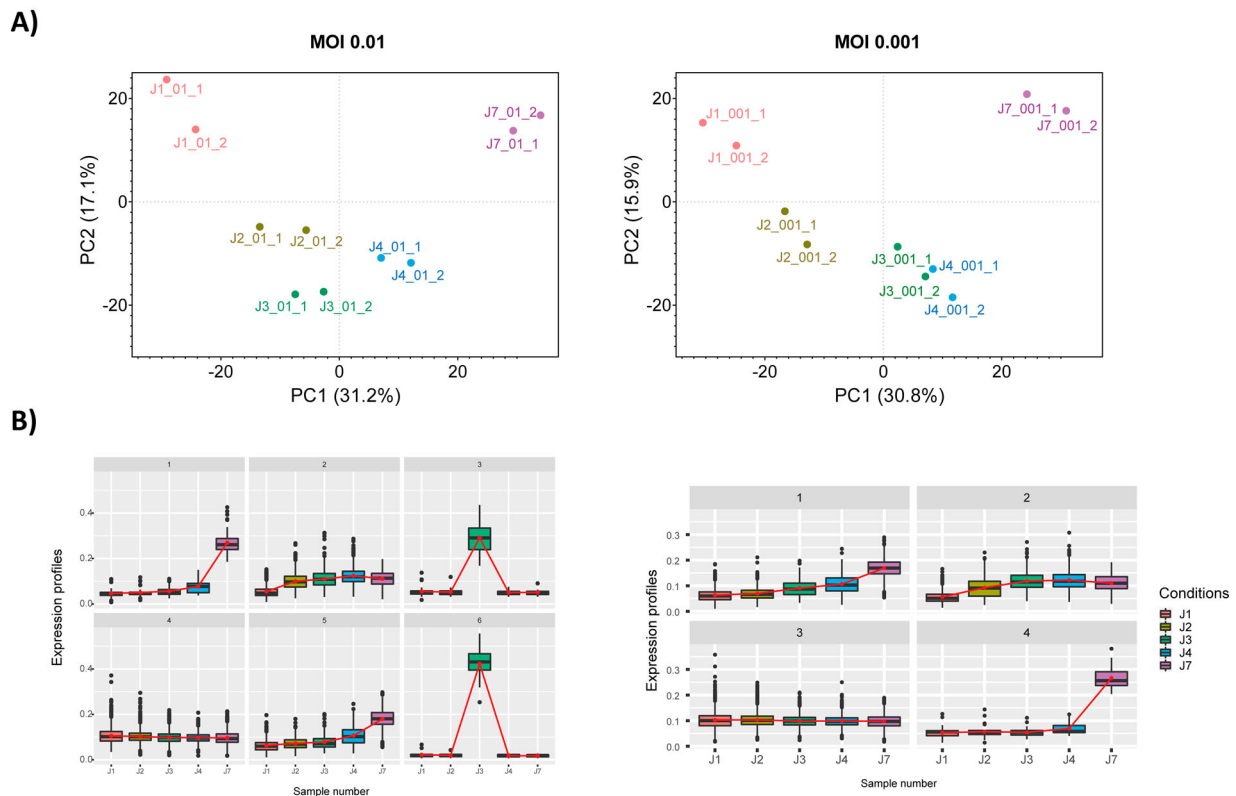 A)
MOI 0.01
MOI 0.001
PC2 (17.1%)
20
0
-20
J1_01_1
J1_01_2
J7_01_2
J7_01_1
J2_01_1
J2_01_2
J4_01_1
J4_01_2
J3_01_1
J3_01_2
-20
0
20
PC1 (31.2%)
PC2 (15.9%)
20
0
-20
J1_001_1
J1_001_2
J7_001_1
J7_001_2
J2_001_1
J2_001_2
J3_001_1
J4_001_1
J3_001_2
J4_001_2
-20
0
20
PC1 (30.8%)
B)
Expression profiles
1
2
3
0.4
0.2
0.0
4
5
6
0.4
0.2
0.0
J1 J2 J3 J4 J7
J1 J2 J3 J4 J7
J1 J2 J3 J4 J7
Sample number
Expression profiles
1
2
0.3
0.2
0.1
0.0
3
4
0.3
0.2
0.1
0.0
J1 J2 J3 J4 J7
J1 J2 J3 J4 J7
Sample number
Conditions
J1
J2
J3
J4
J7